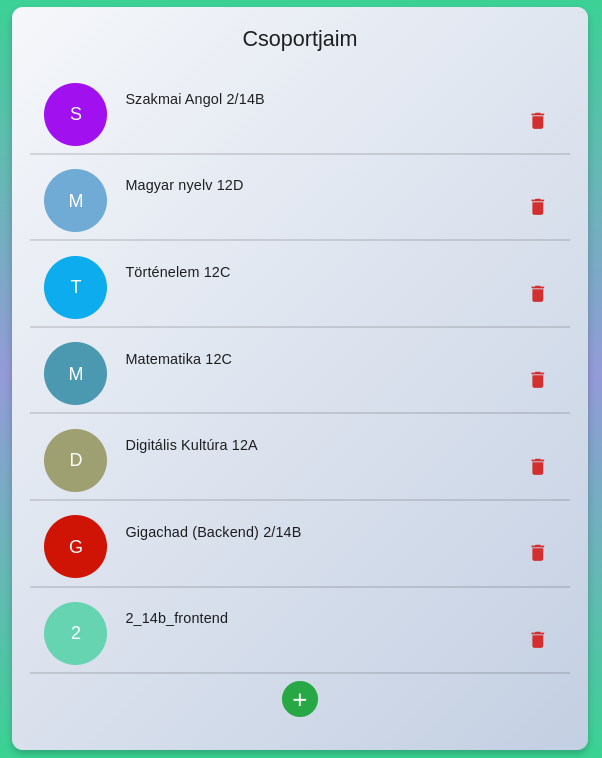 Csoportjaim
S
Szakmai Angol 2/14B
M
Magyar nyelv 12D
T
Történelem 12C
M
Matematika 12C
D
Digitális Kultúra 12A
G
Gigachad (Backend) 2/14B
2
2_14b_frontend
+